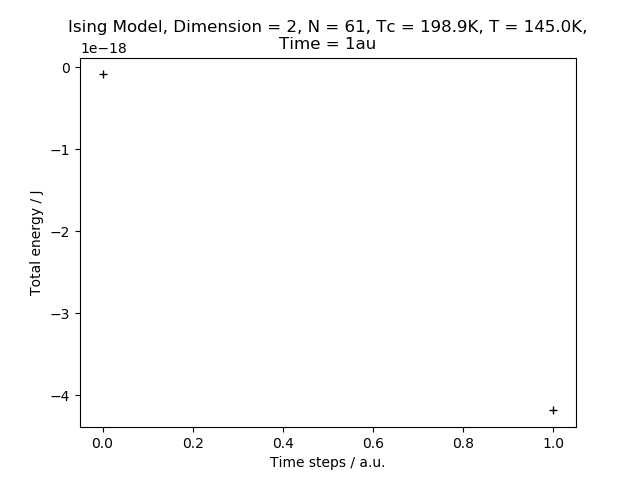 Ising Model, Dimension = 2, N = 61, Tc = 198.9K, T = 145.0K,
Time = 1au
1e−18
0
−1
−2
−3
−4
Total energy / J
0.0 0.2 0.4 0.6 0.8 1.0
Time steps / a.u.